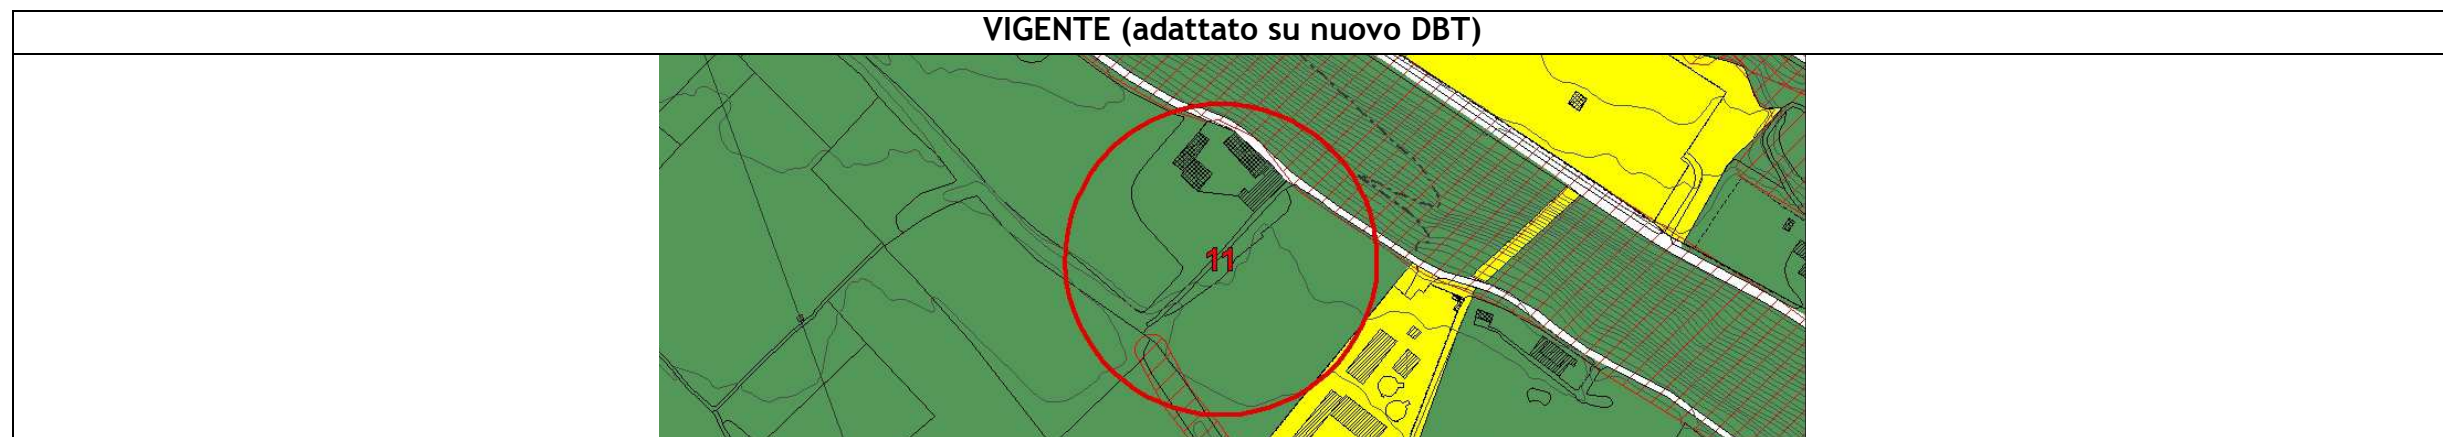 VIGENTE (adattato su nuovo DBT)
11